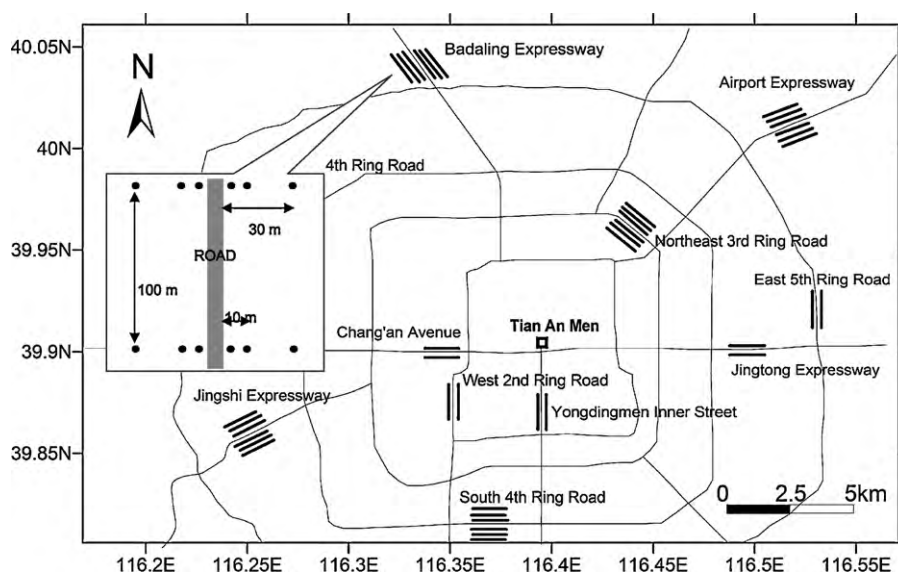 40.05N
40N
39.95N
39.9N
39.85N
N
Badaling Expressway
Airport Expressway
4th Ring Road
30 m
ROAD
100 m
10 m
Northeast 3rd Ring Road
East 5th Ring Road
Chang'an Avenue
Tian An Men
Jingtong Expressway
West 2nd Ring Road
Jingshi Expressway
Yongdingmen Inner Street
South 4th Ring Road
0 2.5 5km
116.2E 116.25E 116.3E 116.35E 116.4E 116.45E 116.5E 116.55E